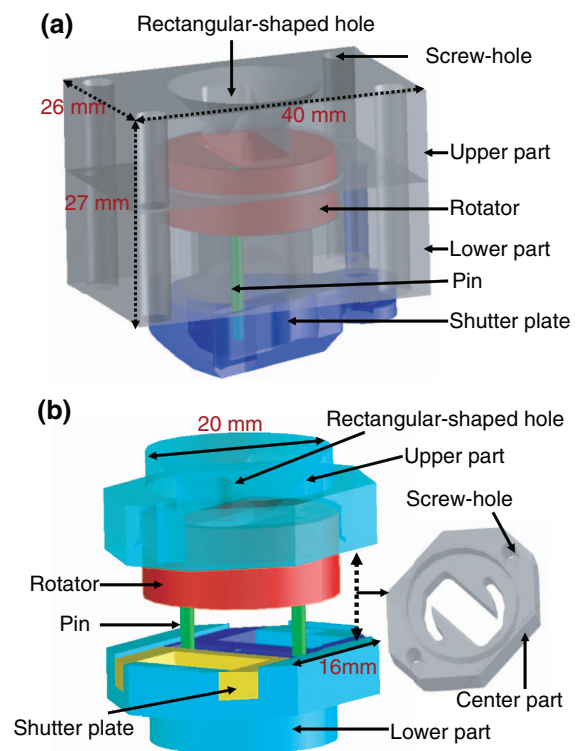 (a)
Rectangular-shaped hole
Screw-hole
26 mm
40 mm
Upper part
27 mm
Rotator
Lower part
Pin
Shutter plate
(b)
Rectangular-shaped hole
20 mm
Upper part
Screw-hole
Rotator
Pin
16mm
Center part
Shutter plate
Lower part